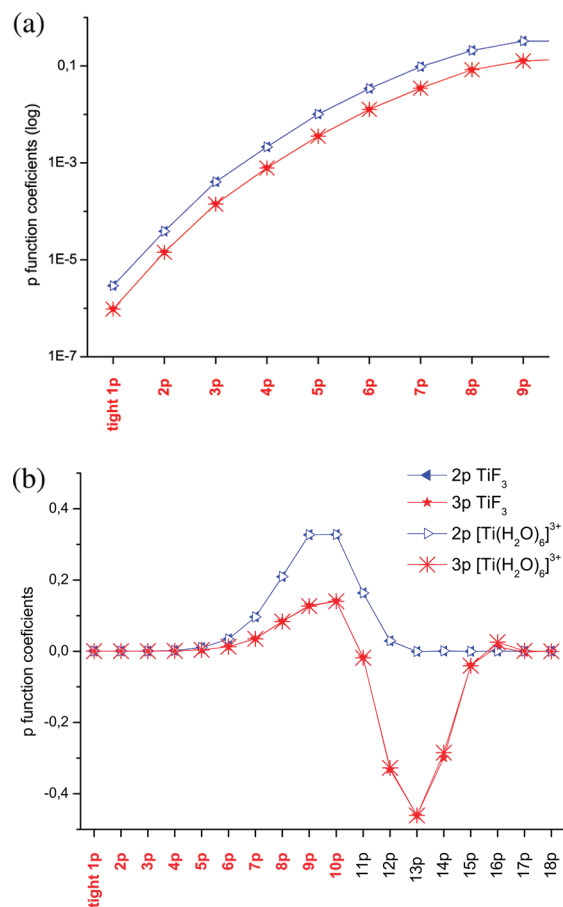 (a)
p function coeficients (log)
0,1
1E-3
1E-5
1E-7
tight 1p
2p
3p
4p
5p
6p
7p
8p
9p
(b)
p function coeficients
0,4
0,2
0,0
-0,2
-0,4
2p TiF₃
3p TiF₃
2p [Ti(H₂O)₆]³⁺
3p [Ti(H₂O)₆]³⁺
tight 1p
2p
3p
4p
5p
6p
7p
8p
9p
10p
11p
12p
13p
14p
15p
16p
17p
18p